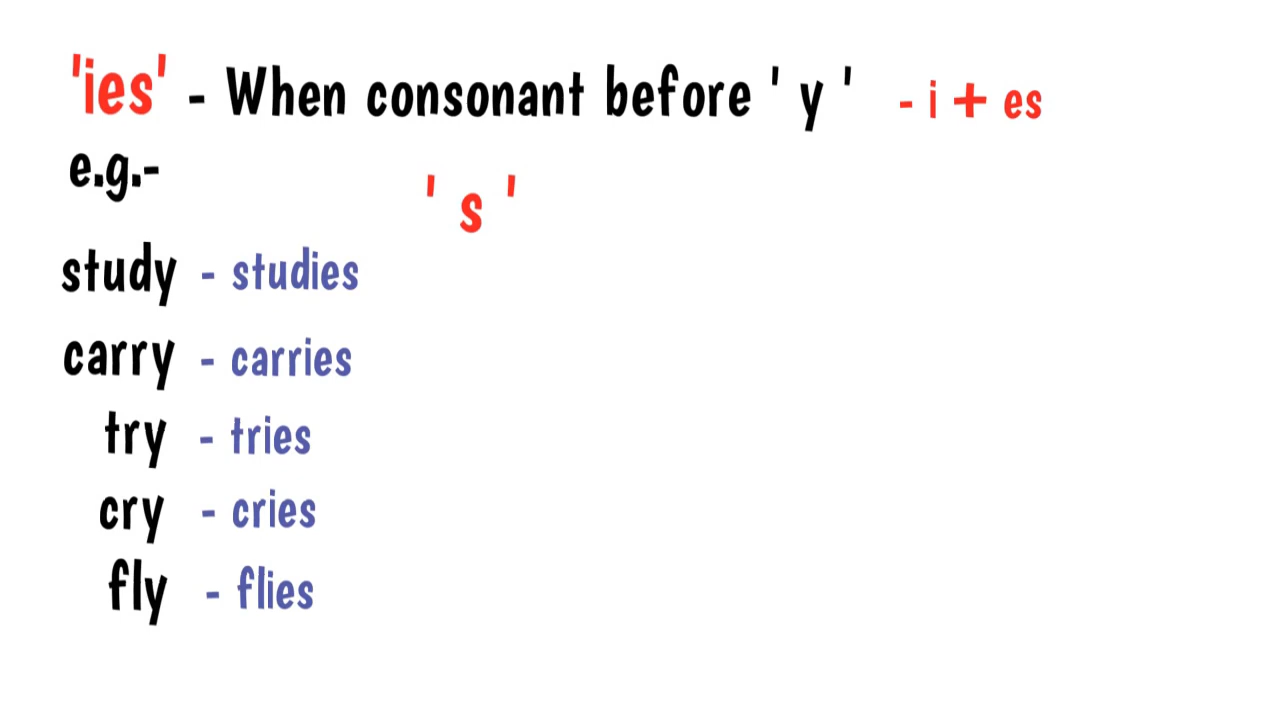 'ies' - When consonant before ' y ' - i + es
e.g.-
' s '
study - studies
carry - carries
try - tries
cry - cries
fly - flies